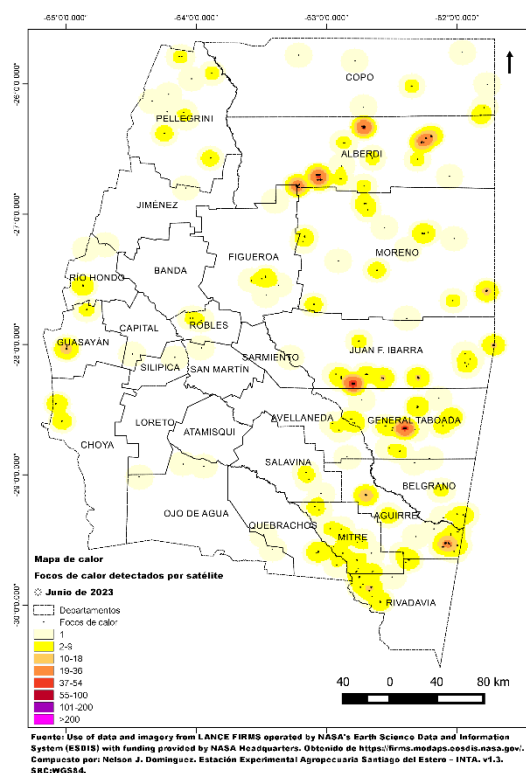 -65°0'0.000" -64°0'0.000" -63°0'0.000" -62°0'0.000"
-26°0'0.000"
-27°0'0.000"
-29°0'0.000"
-30°0'0.000"
COPO
PELLEGRINI
ALBERDI
JIMÉNEZ
MORENO
FIGUEROA
BANDA
RÍO HONDO
ROBLES
CAPITAL
GUASAYÁN
JUAN F. IBARRA
SARMIENTO
SILIPICA
SAN MARTÍN
AVELLANEDA
GENERAL TABOADA
LORETO
ATAMISQUI
CHOYA
SALAVINA
BELGRANO
OJO DE AGUA
QUEBRACHOS
AGUIRRE
MITRE
RIVADAVIA
Mapa de calor
Focos de calor detectados por satélite
Junio de 2023
Departamentos
Focos de calor
1
2-9
10-18
19-36
37-54
55-100
101-200
>200
40 0 40 80 km
Fuente: Use of data and imagery from LANCE FIRMS operated by NASA's Earth Science Data and Information
System (ESDIS) with funding provided by NASA Headquarters. Obtenido de https://firms.modaps.eosdis.nasa.gov/.
Compuesto por: Nelson J. Domínguez. Estación Experimental Agropecuaria Santiago del Estero – INTA. v1.3.
SRC:WGS84.